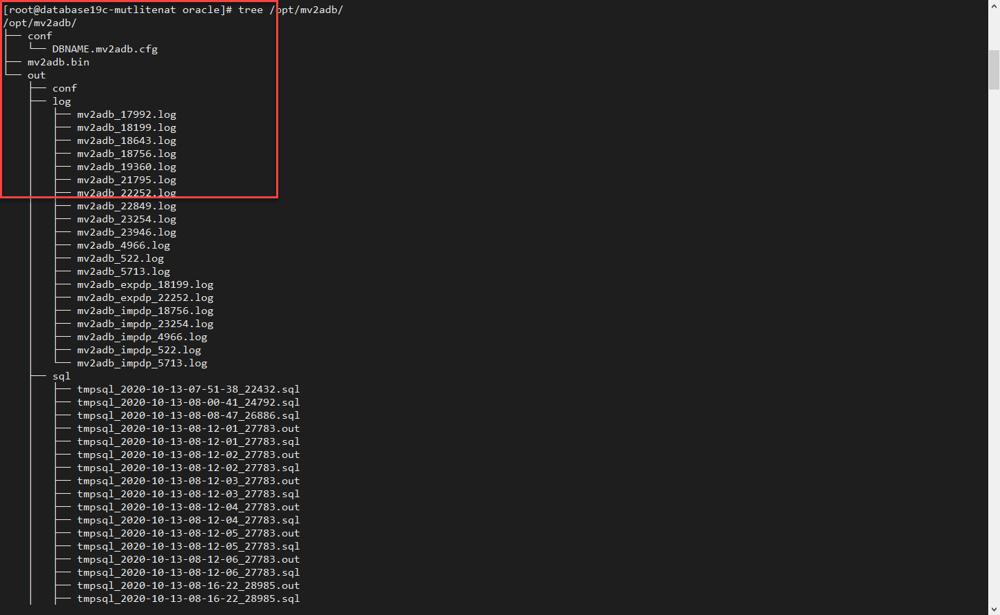 [root@database19c-mutlitenat oracle]# tree /opt/mv2adb/
/opt/mv2adb/
├── conf
│   └── DBNAME.mv2adb.cfg
├── mv2adb.bin
└── out
    ├── conf
    ├── log
    │   ├── mv2adb_17992.log
    │   ├── mv2adb_18199.log
    │   ├── mv2adb_18643.log
    │   ├── mv2adb_18756.log
    │   ├── mv2adb_19360.log
    │   ├── mv2adb_21795.log
    │   ├── mv2adb_22252.log
    │   ├── mv2adb_22849.log
    │   ├── mv2adb_23254.log
    │   ├── mv2adb_23946.log
    │   ├── mv2adb_4966.log
    │   ├── mv2adb_522.log
    │   ├── mv2adb_5713.log
    │   ├── mv2adb_expdp_18199.log
    │   ├── mv2adb_expdp_22252.log
    │   ├── mv2adb_impdp_18756.log
    │   ├── mv2adb_impdp_23254.log
    │   ├── mv2adb_impdp_4966.log
    │   ├── mv2adb_impdp_522.log
    │   └── mv2adb_impdp_5713.log
    ├── sql
    │   ├── tmpsql_2020-10-13-07-51-38_22432.sql
    │   ├── tmpsql_2020-10-13-08-00-41_24792.sql
    │   ├── tmpsql_2020-10-13-08-08-47_26886.sql
    │   ├── tmpsql_2020-10-13-08-12-01_27783.out
    │   ├── tmpsql_2020-10-13-08-12-01_27783.sql
    │   ├── tmpsql_2020-10-13-08-12-02_27783.out
    │   ├── tmpsql_2020-10-13-08-12-02_27783.sql
    │   ├── tmpsql_2020-10-13-08-12-03_27783.out
    │   ├── tmpsql_2020-10-13-08-12-03_27783.sql
    │   ├── tmpsql_2020-10-13-08-12-04_27783.out
    │   ├── tmpsql_2020-10-13-08-12-04_27783.sql
    │   ├── tmpsql_2020-10-13-08-12-05_27783.out
    │   ├── tmpsql_2020-10-13-08-12-05_27783.sql
    │   ├── tmpsql_2020-10-13-08-12-06_27783.out
    │   ├── tmpsql_2020-10-13-08-12-06_27783.sql
    │   ├── tmpsql_2020-10-13-08-16-22_28985.out
    │   ├── tmpsql_2020-10-13-08-16-22_28985.sql